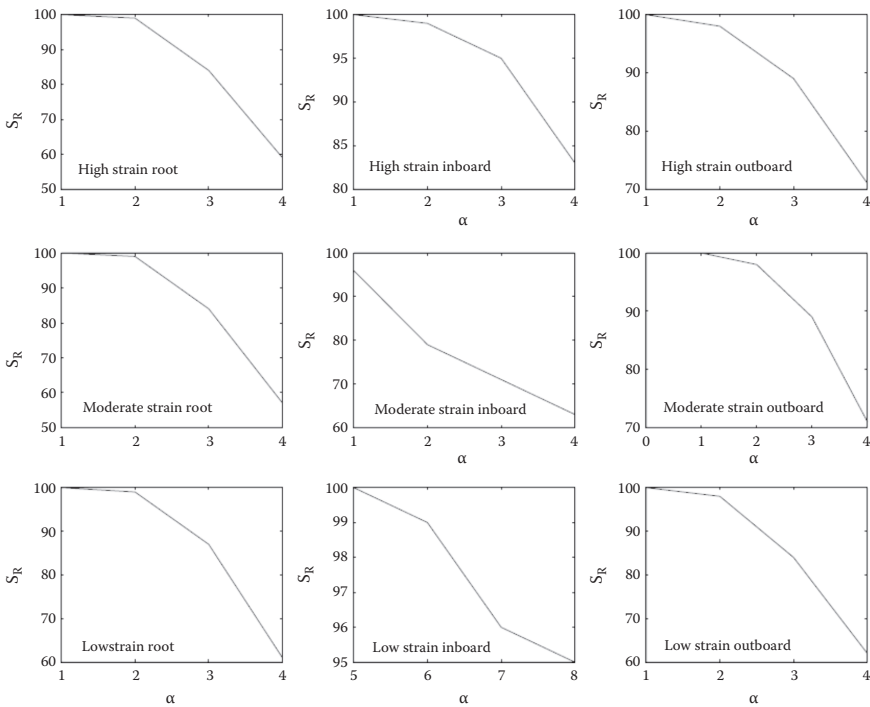 100
90
80
70
60
50
S_R
High strain root
1 2 3 4
100
95
90
85
80
S_R
High strain inboard
1 2 3 4
α
100
90
80
70
S_R
High strain outboard
1 2 3 4
α
100
90
80
70
60
50
S_R
Moderate strain root
1 2 3 4
100
90
80
70
60
S_R
Moderate strain inboard
1 2 3 4
α
100
90
80
70
S_R
Moderate strain outboard
0 1 2 3 4
α
100
90
80
70
60
S_R
Lowstrain root
1 2 3 4
α
100
99
98
97
96
95
S_R
Low strain inboard
5 6 7 8
α
100
90
80
70
60
S_R
Low strain outboard
1 2 3 4
α